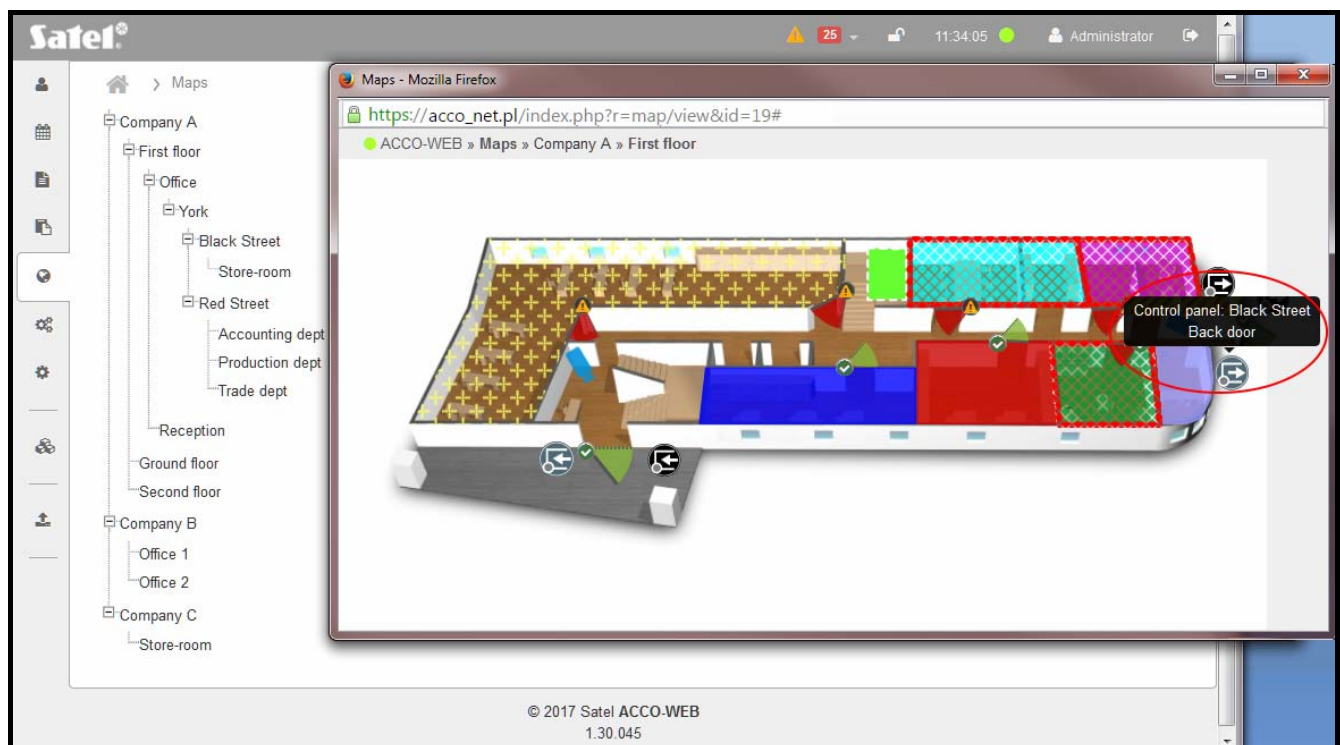 Satel®
25
11:34:05
Administrator
Maps
Company A
First floor
Office
York
Black Street
Store-room
Red Street
Accounting dept
Production dept
Trade dept
Reception
Ground floor
Second floor
Company B
Office 1
Office 2
Company C
Store-room
Maps - Mozilla Firefox
https://acco_net.pl/index.php?r=map/view&id=19#
ACCO-WEB » Maps » Company A » First floor
Control panel: Black Street
Back door
© 2017 Satel ACCO-WEB
1.30.045